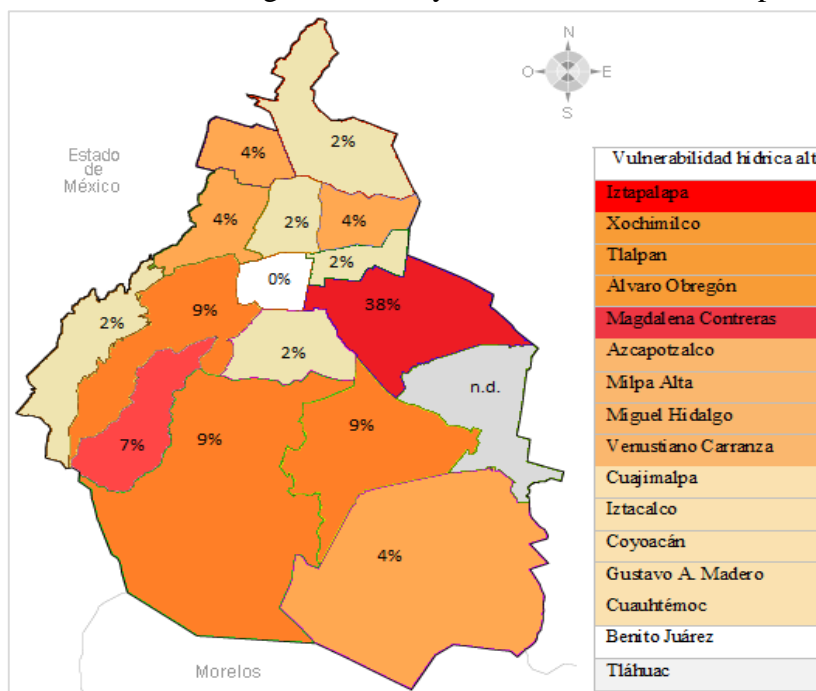 N
O
E
S
Estado
de
México
2%
4%
4%
2%
4%
2%
0%
38%
9%
2%
2%
n.d.
7%
9%
9%
4%
Morelos
Vulnerabilidad hídrica alt
Iztapalapa
Xochimilco
Tlalpan
Álvaro Obregón
Magdalena Contreras
Azcapotzalco
Milpa Alta
Miguel Hidalgo
Venustiano Carranza
Cuajimalpa
Iztacalco
Coyoacán
Gustavo A. Madero
Cuauhtémoc
Benito Juárez
Tláhuac